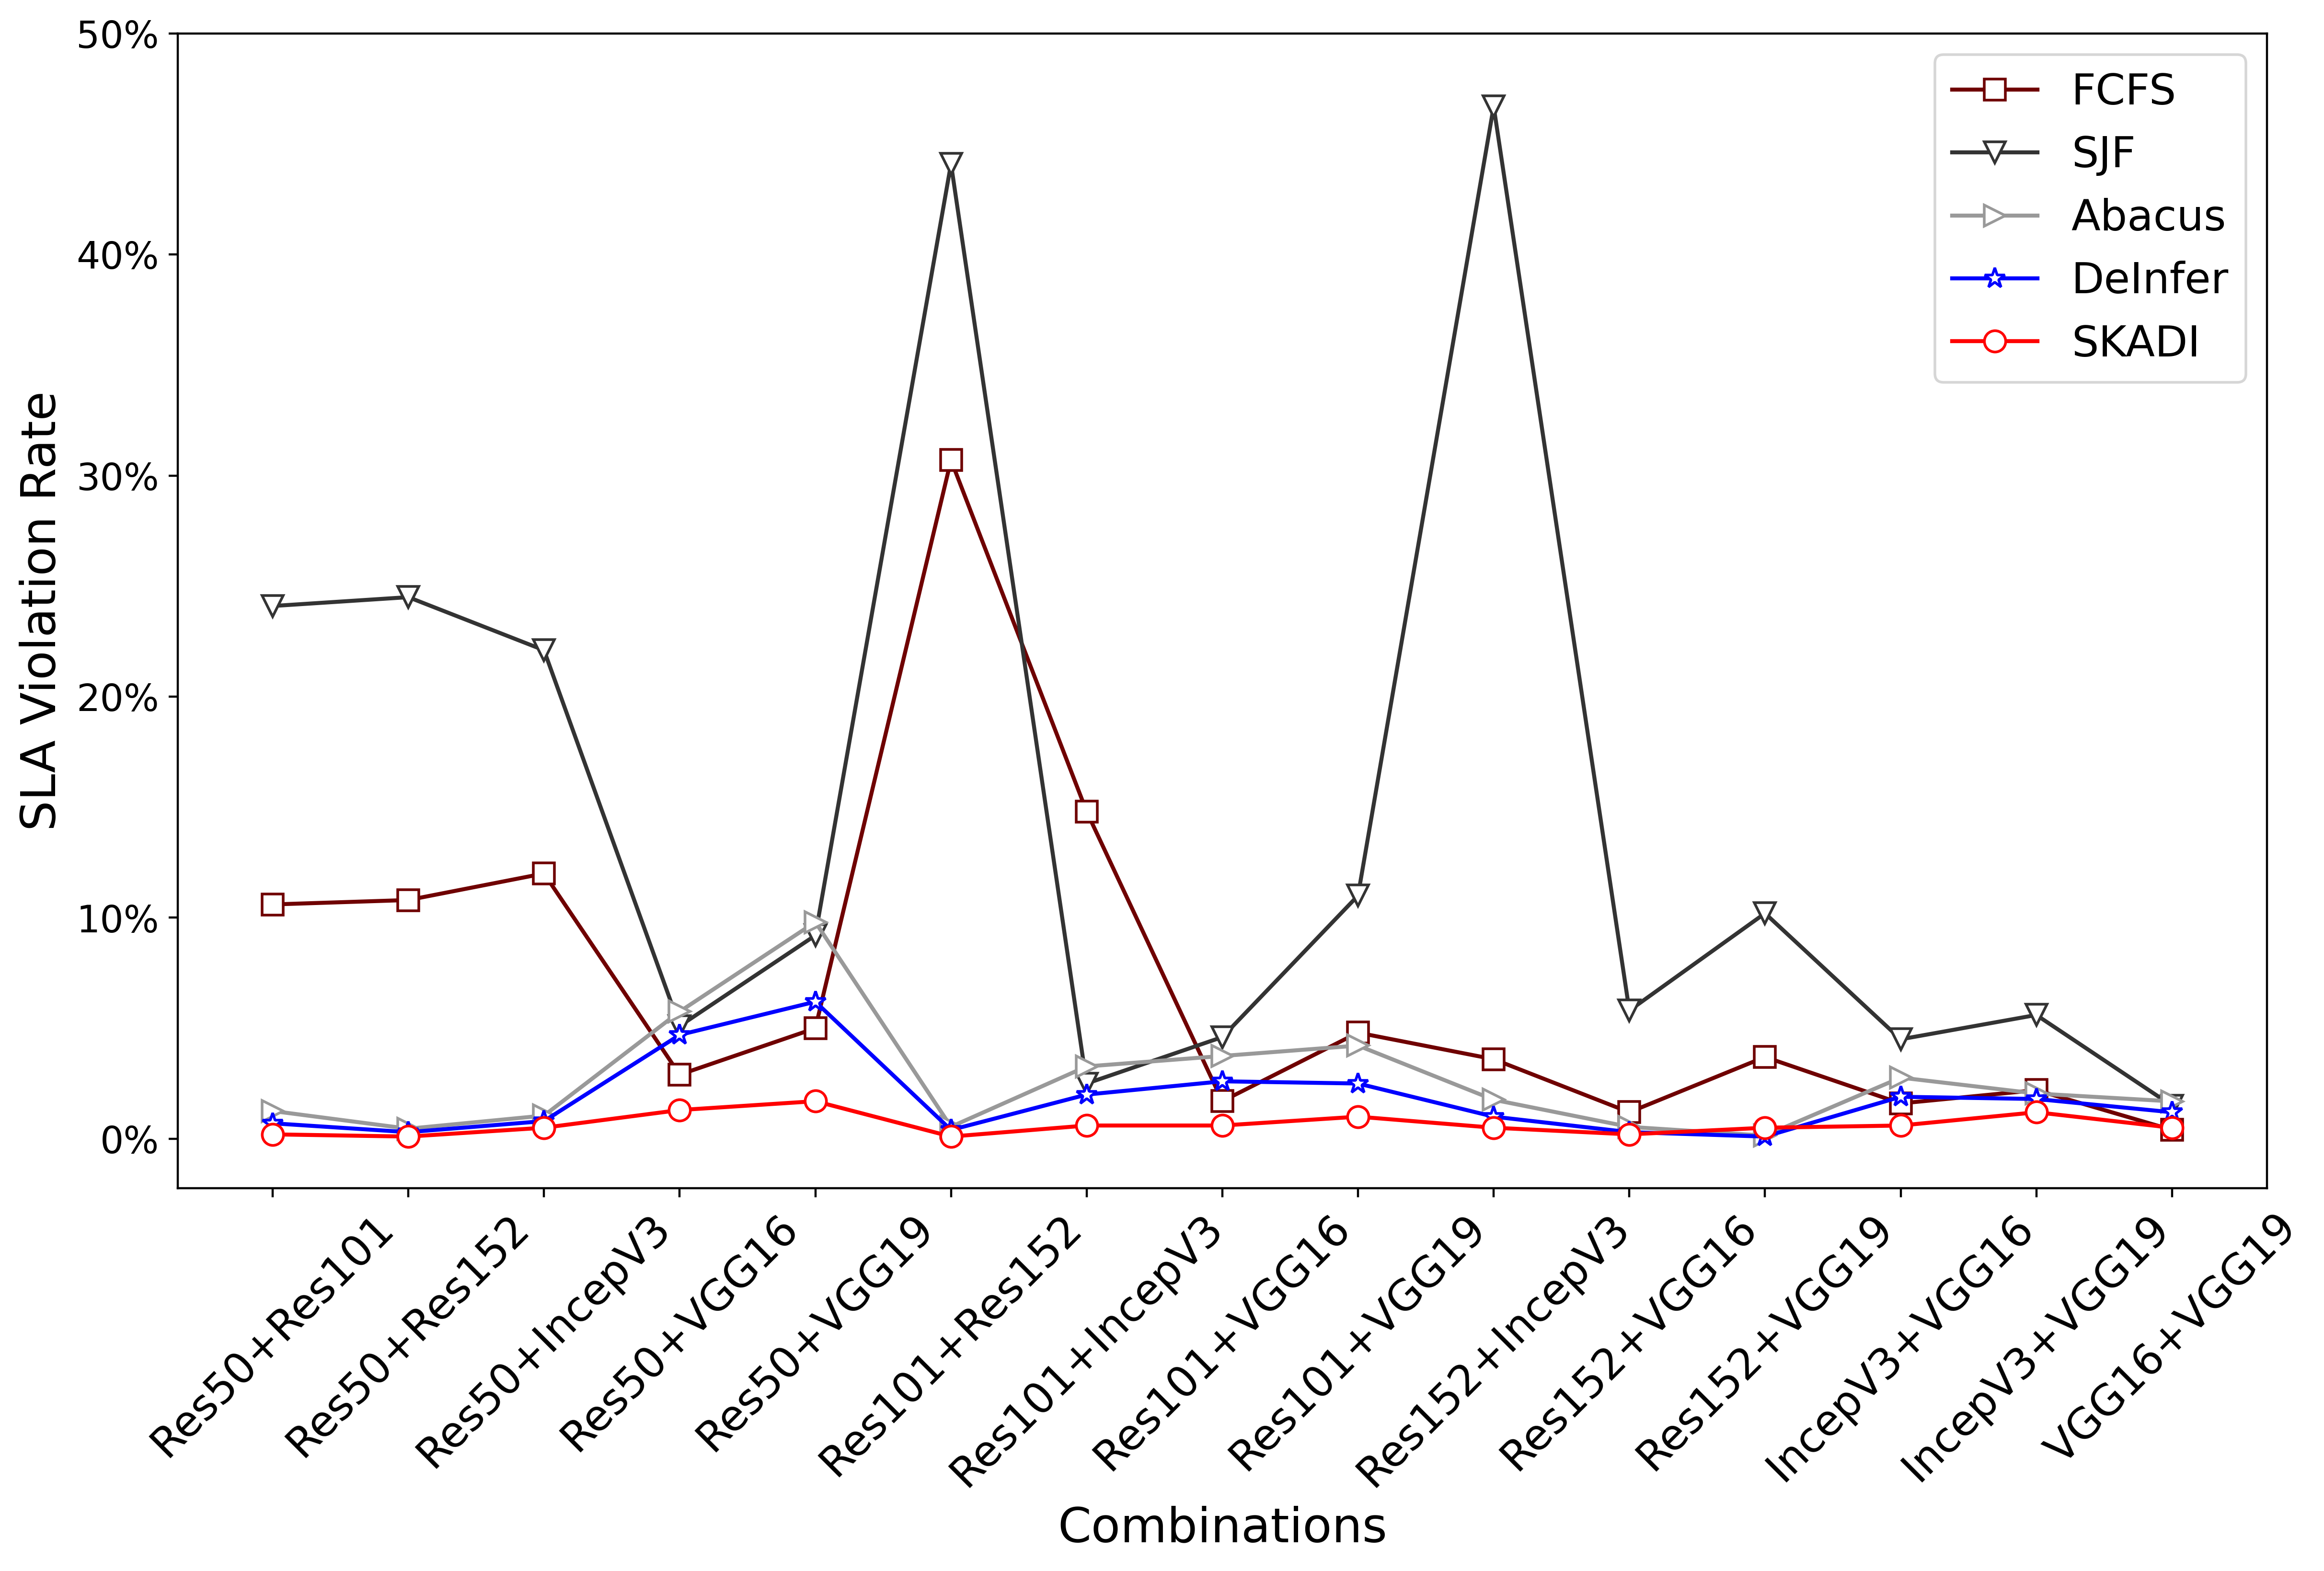 50%
40%
30%
20%
10%
0%
SLA Violation Rate
FCFS
SJF
Abacus
DeInfer
SKADI
Res50+Res101
Res50+Res152
Res50+IncepV3
Res50+VGG16
Res50+VGG19
Res101+Res152
Res101+IncepV3
Res101+VGG16
Res101+VGG19
Res152+IncepV3
Res152+VGG16
Res152+VGG19
IncepV3+VGG16
IncepV3+VGG19
VGG16+VGG19
Combinations